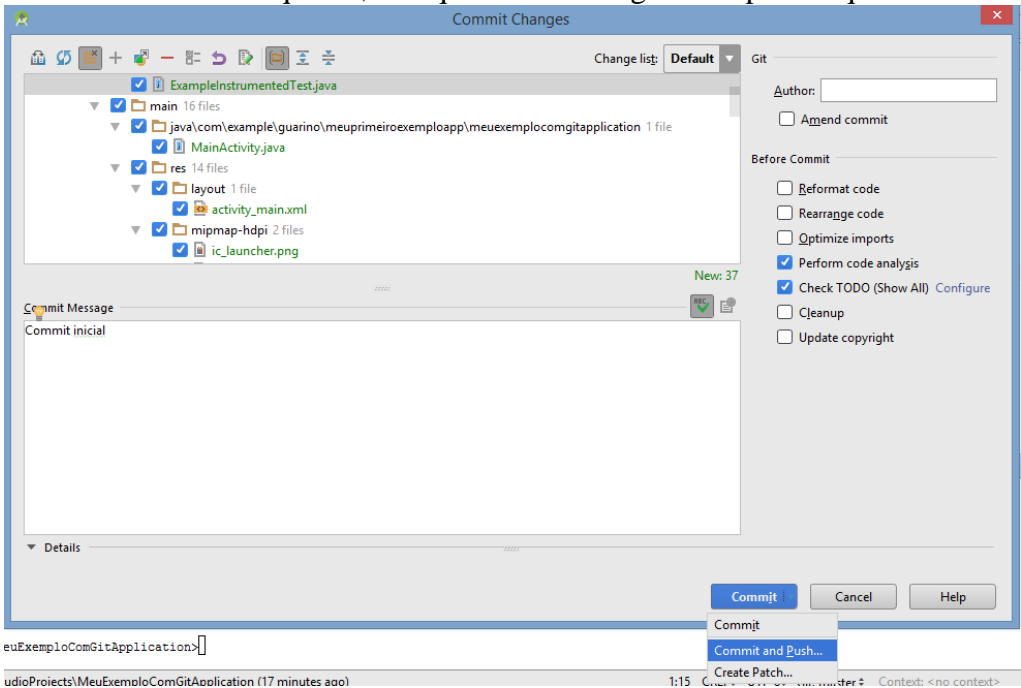 Commit Changes
Change list: Default
Git
ExampleInstrumentedTest.java
Author:
main 16 files
Amend commit
java\com\example\guarino\meuprimeiroexemploapp\meuexemplocomgitapplication 1 file
MainActivity.java
Before Commit
res 14 files
Reformat code
layout 1 file
Rearrange code
activity_main.xml
Optimize imports
mipmap-hdpi 2 files
Perform code analysis
ic_launcher.png
New: 37
Check TODO (Show All) Configure
Commit Message
Cleanup
Commit inicial
Update copyright
Details
Commit
Cancel
Help
Commit
euExemploComGitApplication>
Commit and Push...
Create Patch...
udioProjects\MeuExemploComGitApplication (17 minutes ago)
1:15
Context: <no context>